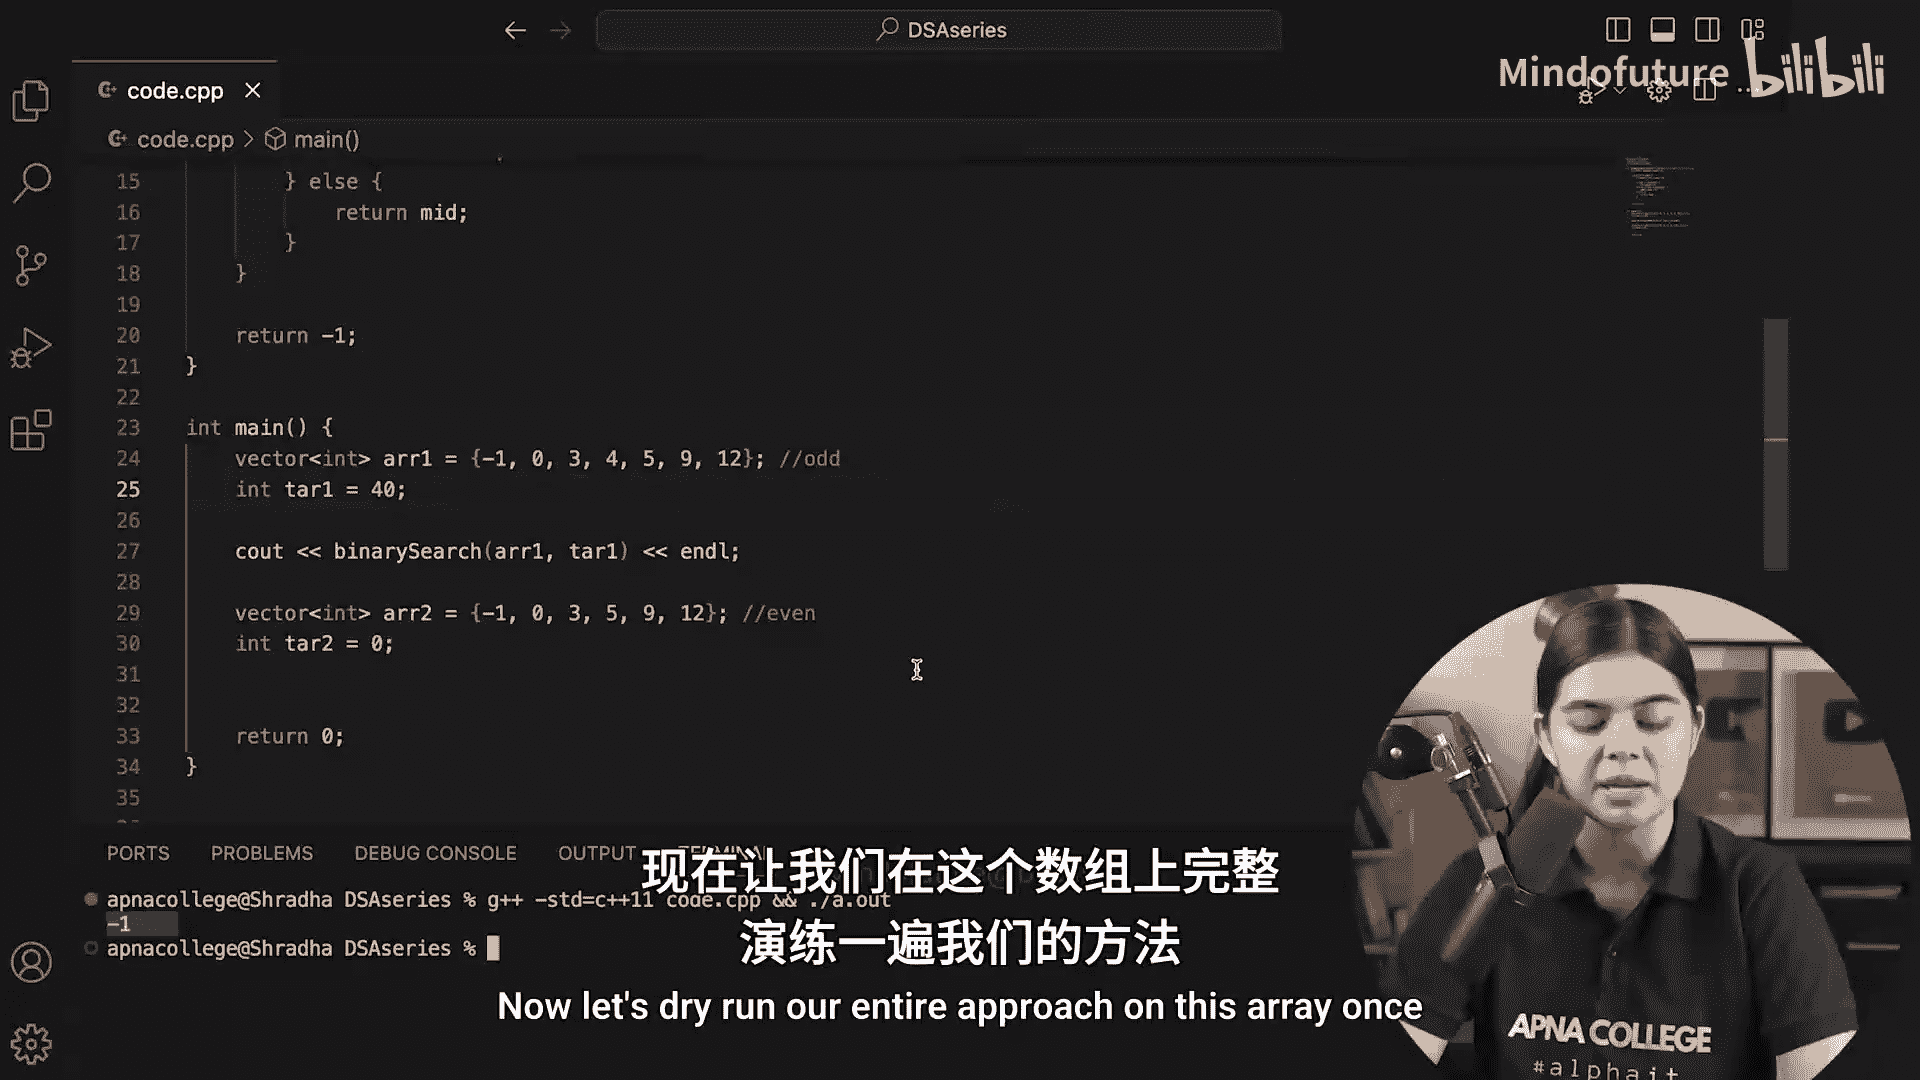 DSAseries
Mindofuture bilibili
code.cpp
code.cpp > main()
15 } else {
16 return mid;
17 }
18 }
19
20 return -1;
21 }
22
23 int main() {
24 vector<int> arr1 = {-1, 0, 3, 4, 5, 9, 12}; //odd
25 int tar1 = 40;
26
27 cout << binarySearch(arr1, tar1) << endl;
28
29 vector<int> arr2 = {-1, 0, 3, 5, 9, 12}; //even
30 int tar2 = 0;
31
32
33 return 0;
34 }
35
PORTS PROBLEMS DEBUG CONSOLE OUTPUT TERMINAL
apnacollege@Shradha DSAseries % g++ -std=c++11 code.cpp && ./a.out
-1
apnacollege@Shradha DSAseries %
现在让我们在这个数组上完整
演练一遍我们的方法
Now let's dry run our entire approach on this array once
APNA COLLEGE
#alphait